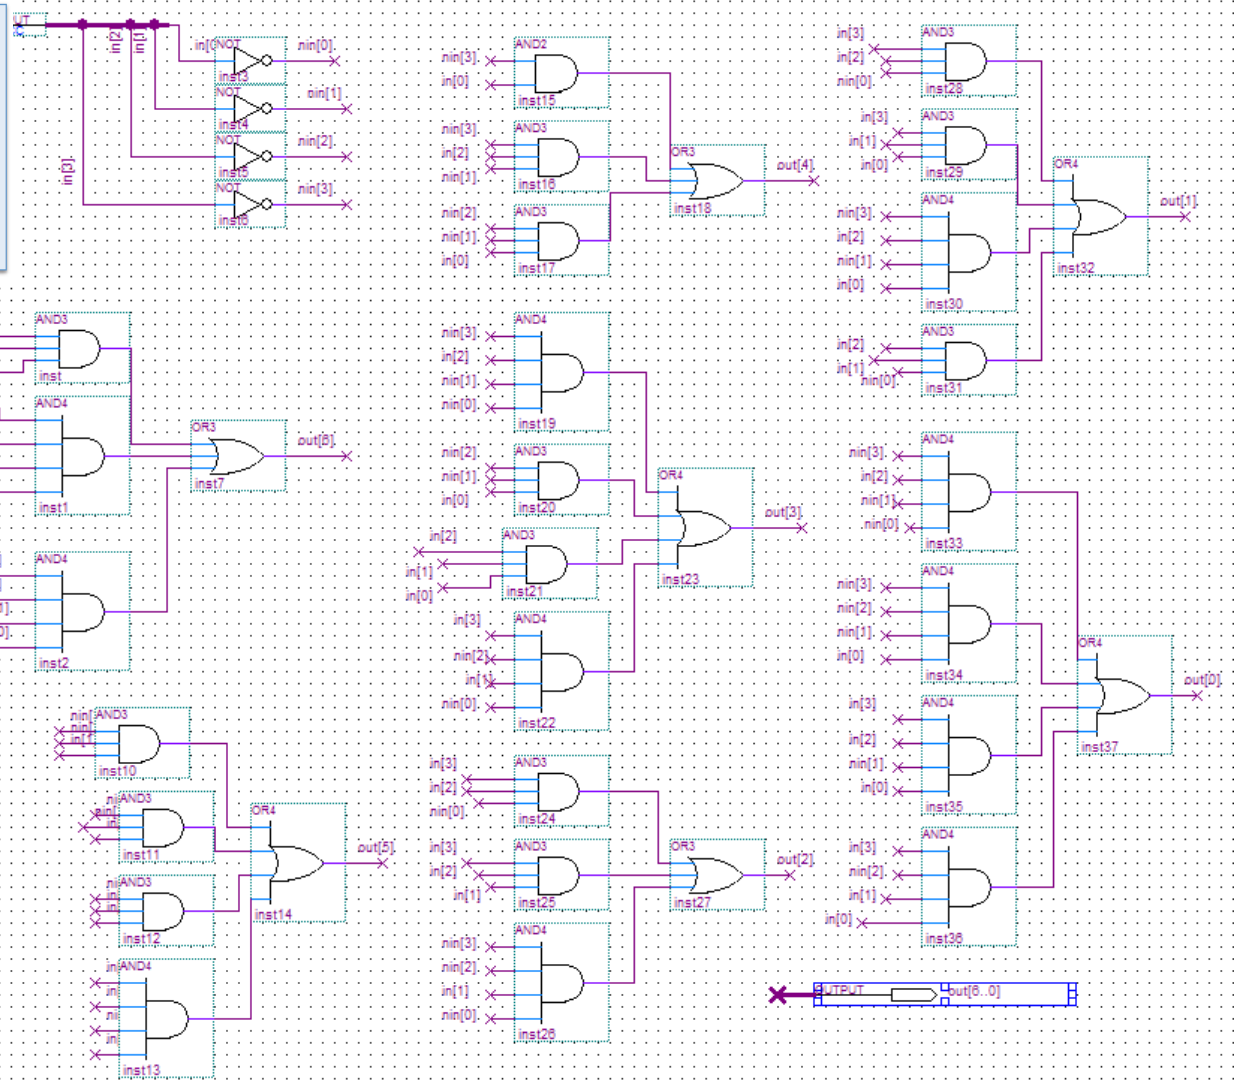 UT
in[2]
in[1]
in[3].
NOT
nin[0].
inst3
NOT
nin[1]
inst4
NOT
nin[2].
inst5
NOT
nin[3].
inst6
AND3
inst
AND4
inst1
AND4
inst2
OR3
inst7
out[6].
AND3
inst10
AND3
inst11
AND3
inst12
AND4
inst13
OR4
inst14
out[5].
AND2
nin[3].
in[0]
inst15
AND3
nin[3].
in[2]
nin[1].
inst16
AND3
nin[2].
nin[1].
in[0]
inst17
OR3
inst18
out[4].
AND4
nin[3].
in[2]
nin[1].
nin[0].
inst19
AND3
nin[2].
nin[1].
in[0]
inst20
AND3
in[2]
in[1]
in[0]
inst21
AND4
in[3]
nin[2].
in[1]
nin[0].
inst22
OR4
inst23
out[3].
AND3
in[3]
in[2]
nin[0].
inst24
AND3
in[3]
in[2]
in[1]
inst25
AND4
nin[3].
nin[2].
in[1]
nin[0].
inst26
OR3
inst27
out[2].
AND3
in[3]
in[2]
nin[0].
inst28
AND3
in[3]
in[1]
in[0]
inst29
AND4
nin[3].
in[2]
nin[1].
in[0]
inst30
AND3
in[2]
in[1]
nin[0]
inst31
OR4
inst32
out[1].
AND4
nin[3].
in[2]
nin[1]
nin[0]
inst33
AND4
nin[3].
nin[2].
nin[1].
in[0]
inst34
AND4
in[3]
in[2]
nin[1].
in[0]
inst35
AND4
in[3]
nin[2].
in[1]
in[0]
inst36
OR4
inst37
out[0].
OUTPUT
out[6..0]